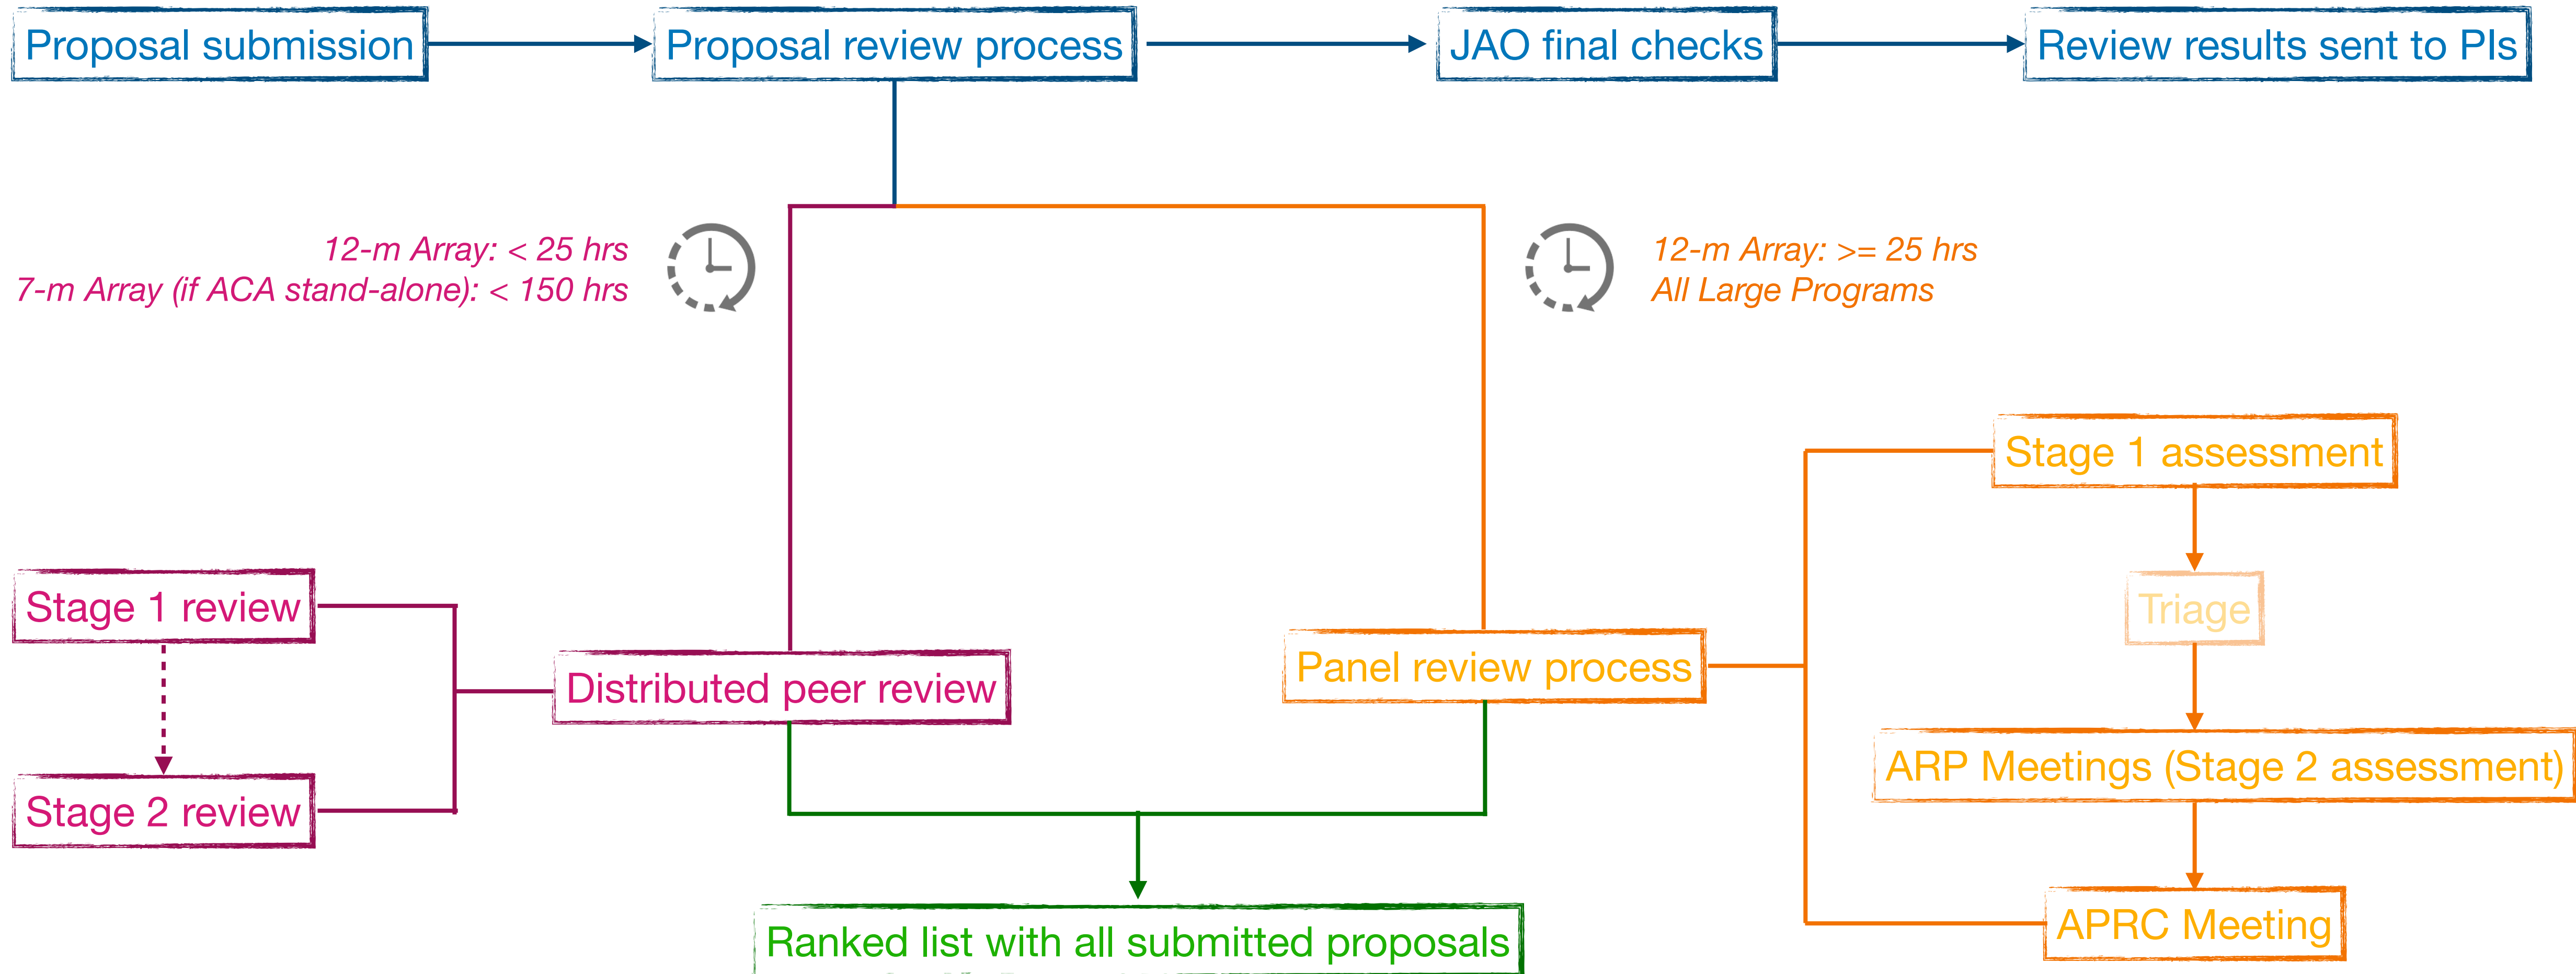 Proposal submission
Proposal review process
JAO final checks
Review results sent to PIs
12-m Array: < 25 hrs
7-m Array (if ACA stand-alone): < 150 hrs
12-m Array: >= 25 hrs
All Large Programs
Stage 1 review
Stage 2 review
Distributed peer review
Panel review process
Stage 1 assessment
Triage
ARP Meetings (Stage 2 assessment)
APRC Meeting
Ranked list with all submitted proposals